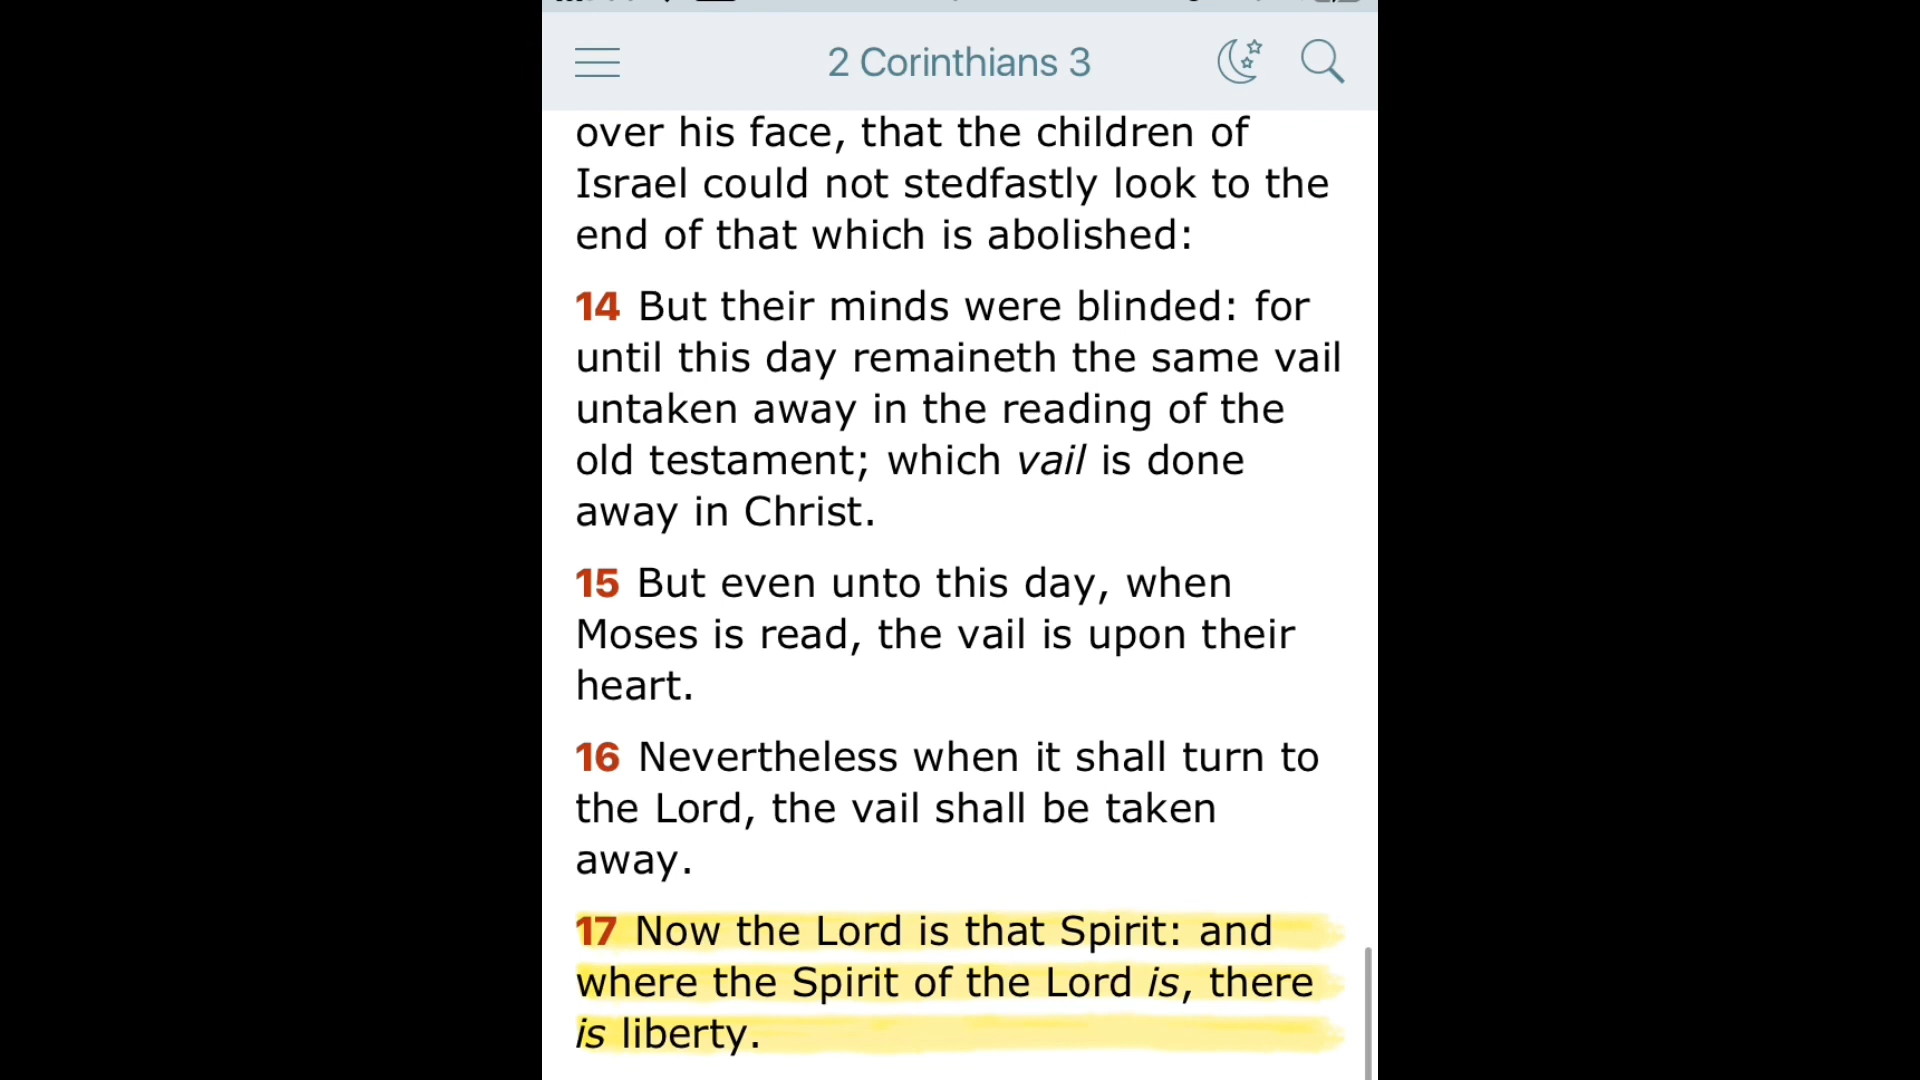 2 Corinthians 3
over his face, that the children of
Israel could not stedfastly look to the
end of that which is abolished:
14 But their minds were blinded: for
until this day remaineth the same vail
untaken away in the reading of the
old testament; which vail is done
away in Christ.
15 But even unto this day, when
Moses is read, the vail is upon their
heart.
16 Nevertheless when it shall turn to
the Lord, the vail shall be taken
away.
17 Now the Lord is that Spirit: and
where the Spirit of the Lord is, there
is liberty.